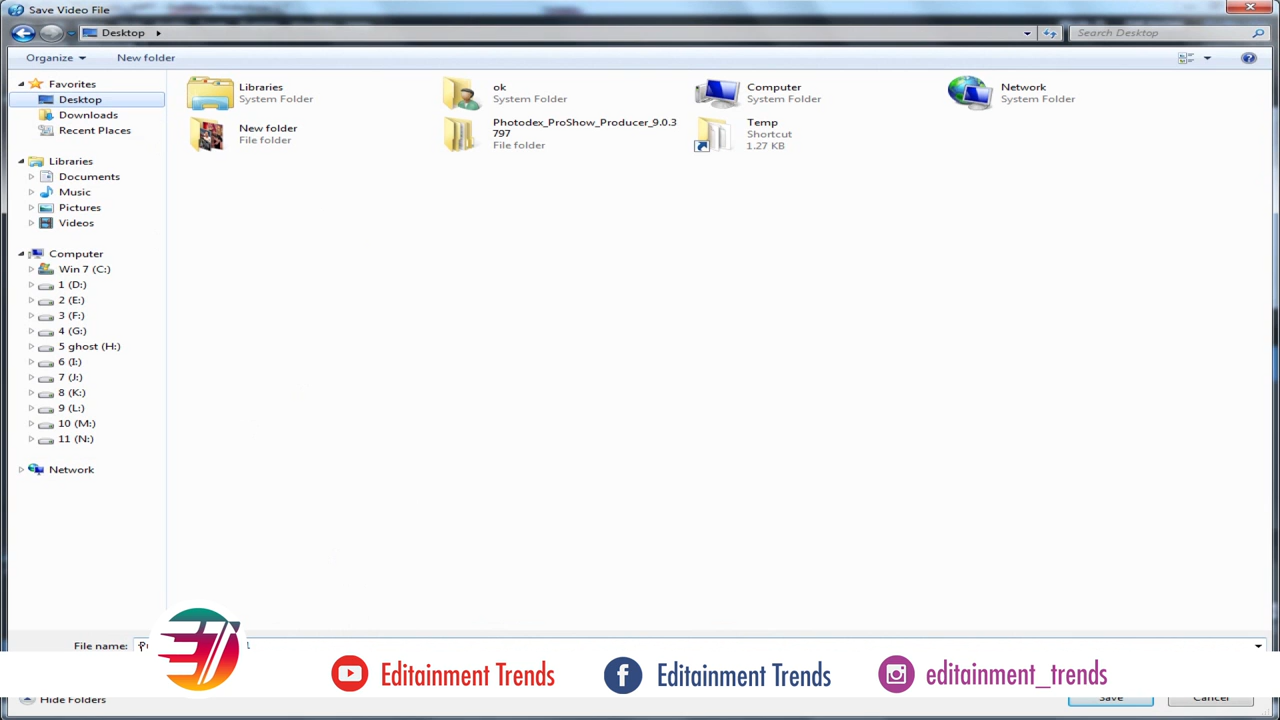 Save Video File
Desktop
Search Desktop
Organize
New folder
Favorites
Desktop
Downloads
Recent Places
Libraries
Documents
Music
Pictures
Videos
Computer
Win 7 (C:)
1 (D:)
2 (E:)
3 (F:)
4 (G:)
5 ghost (H:)
6 (I:)
7 (J:)
8 (K:)
9 (L:)
10 (M:)
11 (N:)
Network
Libraries
System Folder
ok
System Folder
Computer
System Folder
Network
System Folder
New folder
File folder
Photodex_ProShow_Producer_9.0.3
797
File folder
Temp
Shortcut
1.27 KB
File name:
Editainment Trends
Editainment Trends
editainment_trends
Hide Folders
Save
Cancel